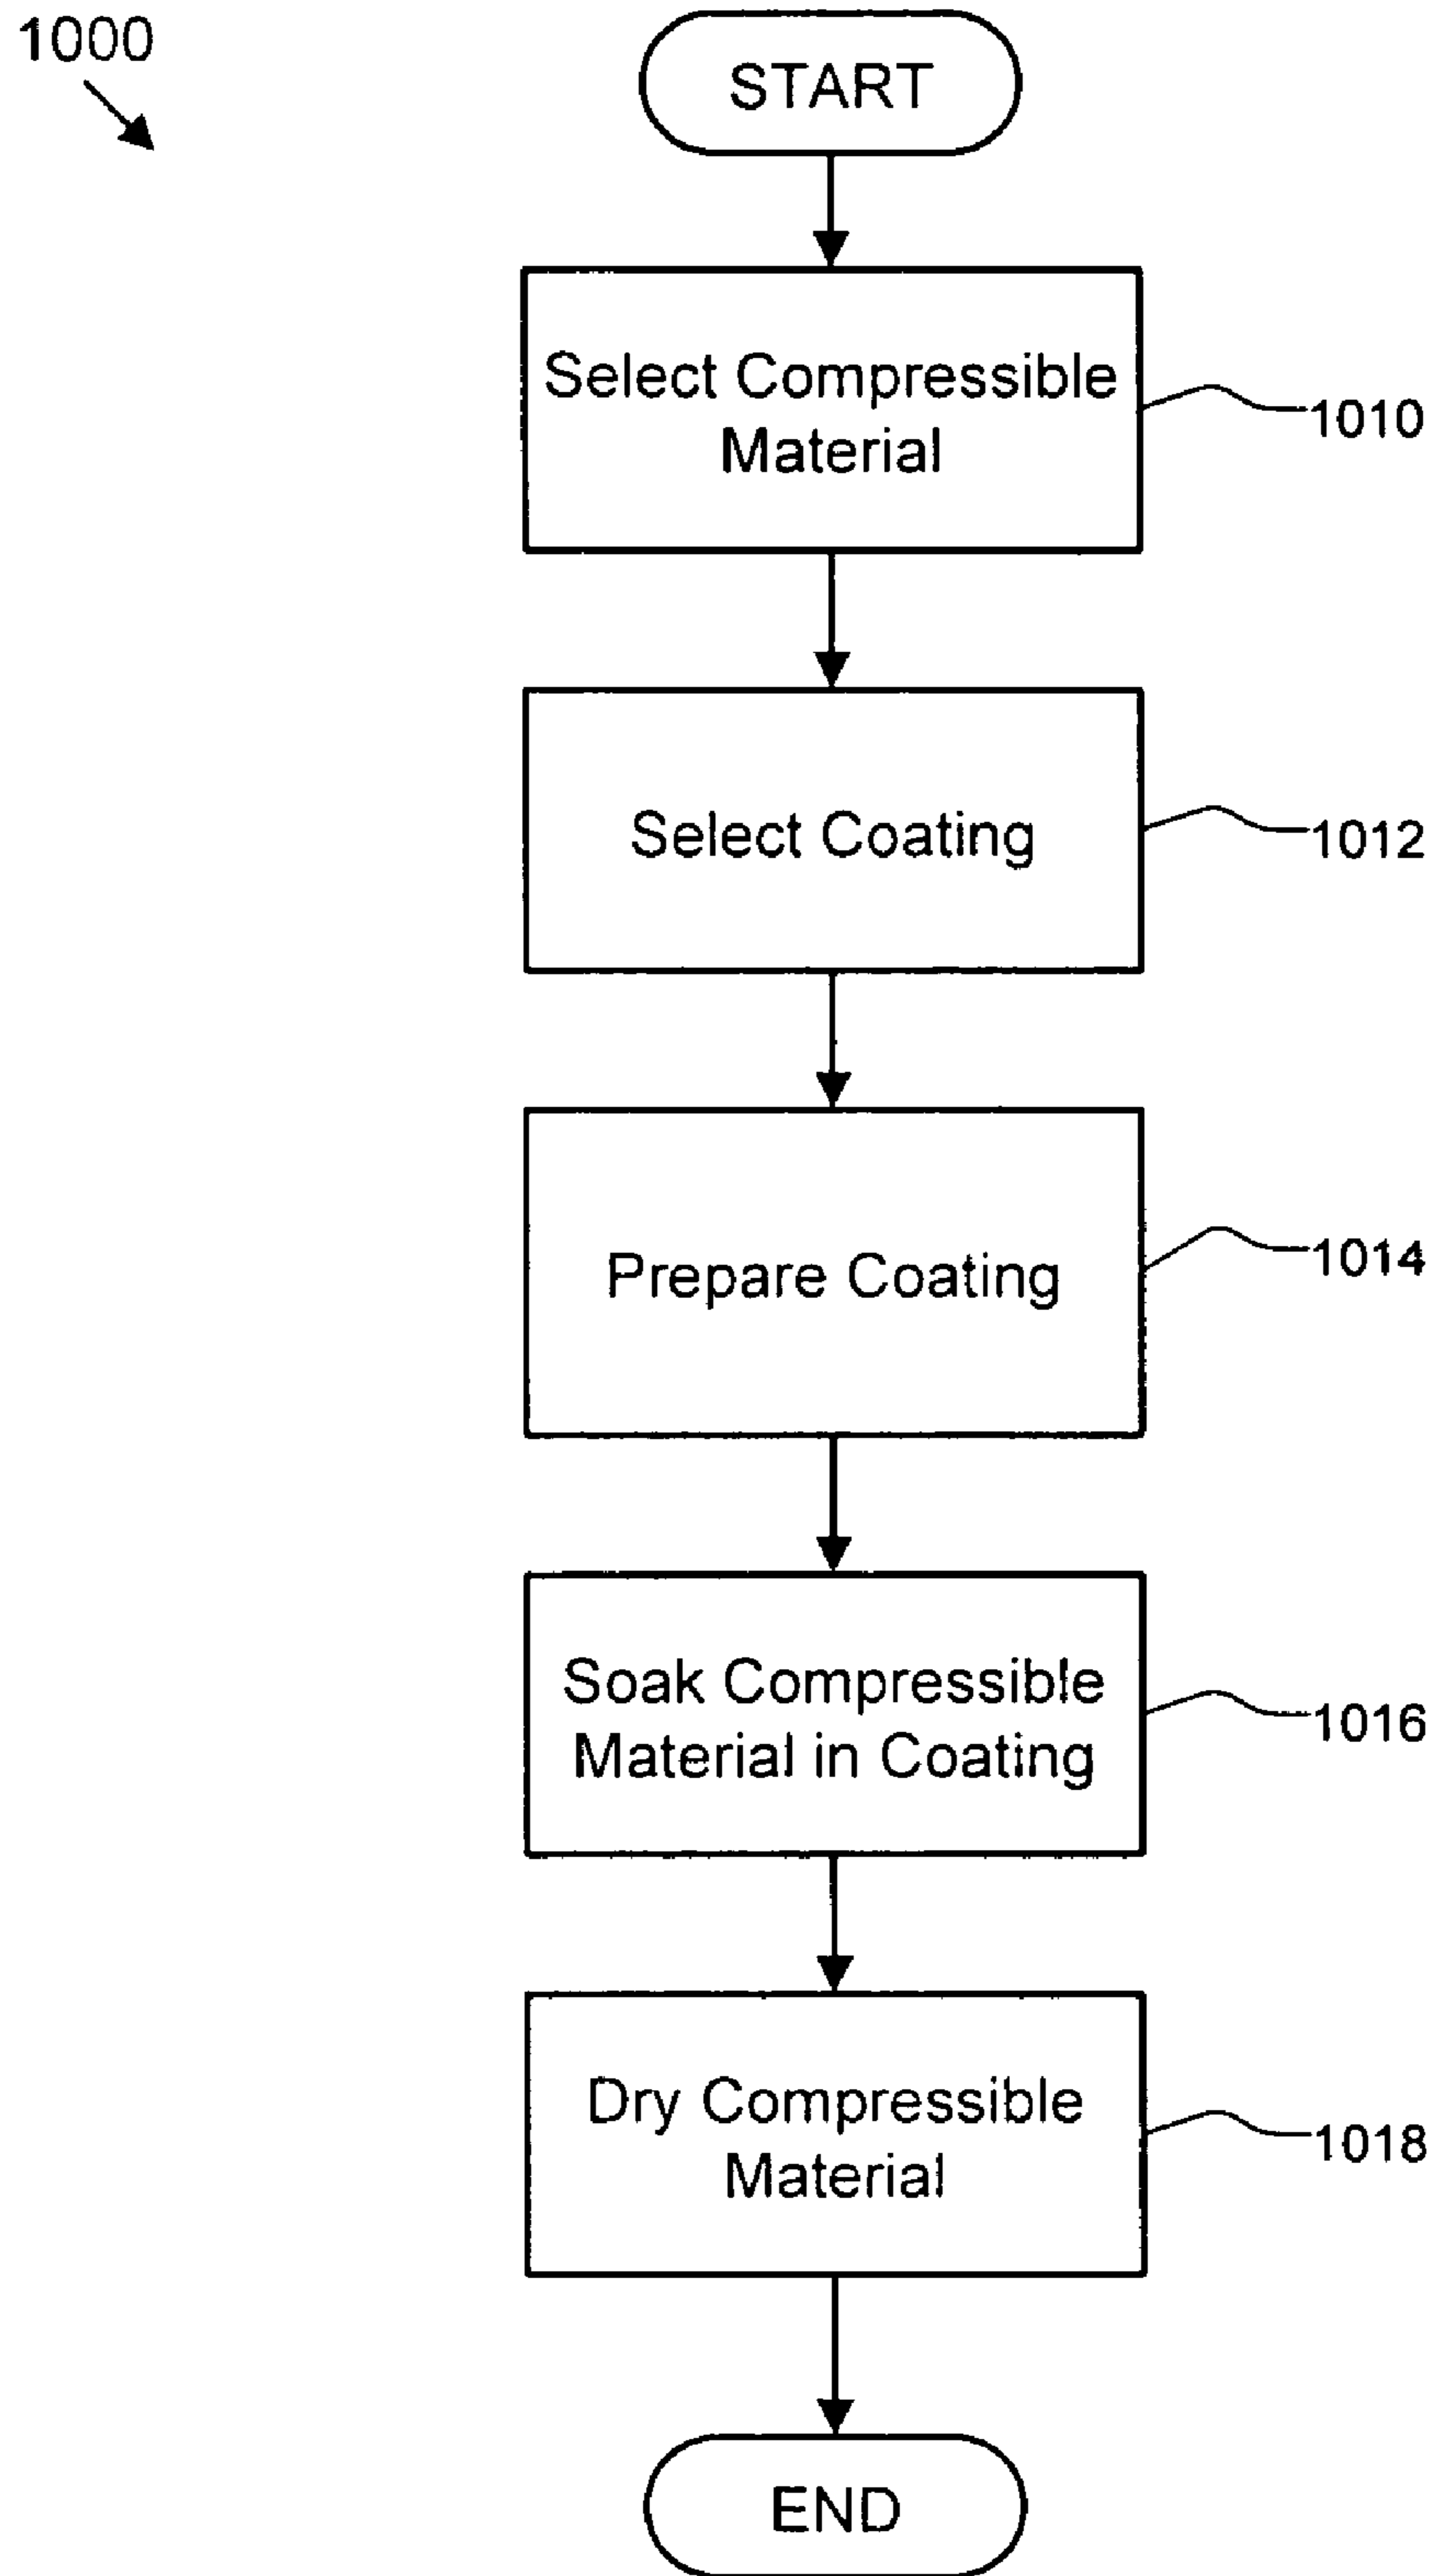 1000
START
Select Compressible
Material
1010
Select Coating
1012
Prepare Coating
1014
Soak Compressible
Material in Coating
1016
Dry Compressible
Material
1018
END